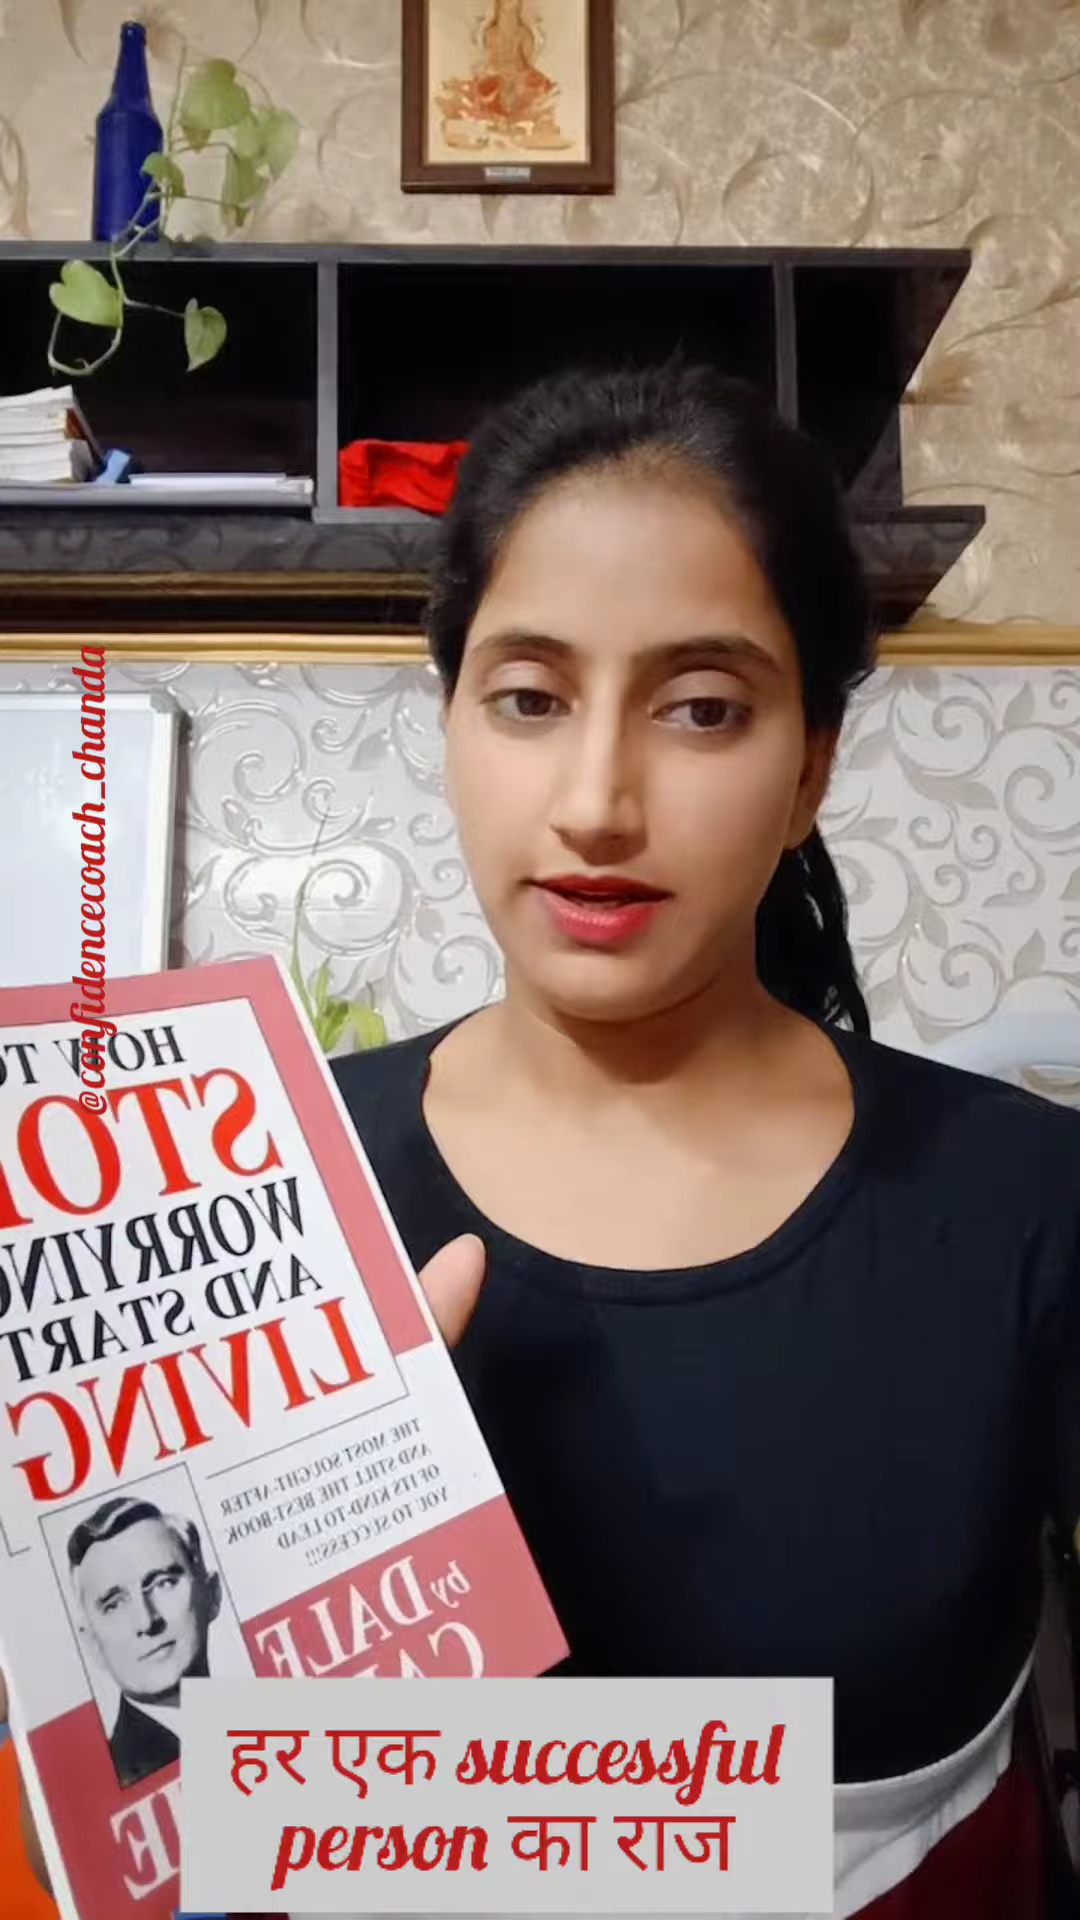 @confidencecoach_chanda
HOW TO
STOP
WORRYING
AND START
LIVING
THE MOST SOUGHT-AFTER
AND STILL THE BEST-BOOK
OF ITS KIND-TO LEAD
YOU TO SUCCESS!!!
by DALE
हर एक successful
person का राज